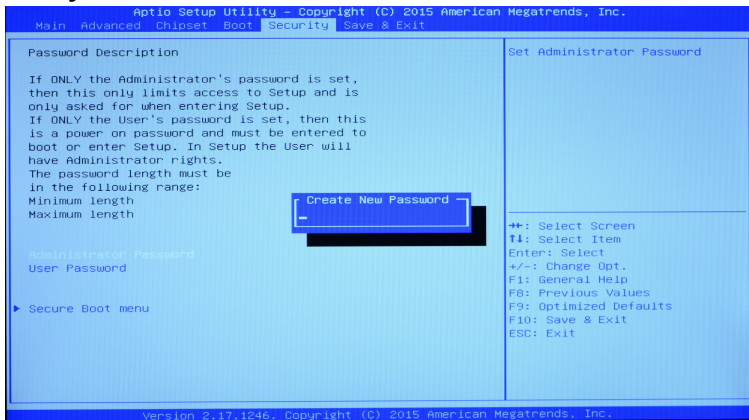 Aptio Setup Utility – Copyright (C) 2015 American Megatrends, Inc.
Main Advanced Chipset Boot Security Save & Exit
Password Description
If ONLY the Administrator's password is set,
then this only limits access to Setup and is
only asked for when entering Setup.
If ONLY the User's password is set, then this
is a power on password and must be entered to
boot or enter Setup. In Setup the User will
have Administrator rights.
The password length must be
in the following range:
Minimum length
Maximum length
Administrator Password
User Password
Secure Boot menu
Create New Password
Set Administrator Password
→←: Select Screen
↑↓: Select Item
Enter: Select
+/-: Change Opt.
F1: General Help
F8: Previous Values
F9: Optimized Defaults
F10: Save & Exit
ESC: Exit
Version 2.17.1246. Copyright (C) 2015 American Megatrends, Inc.